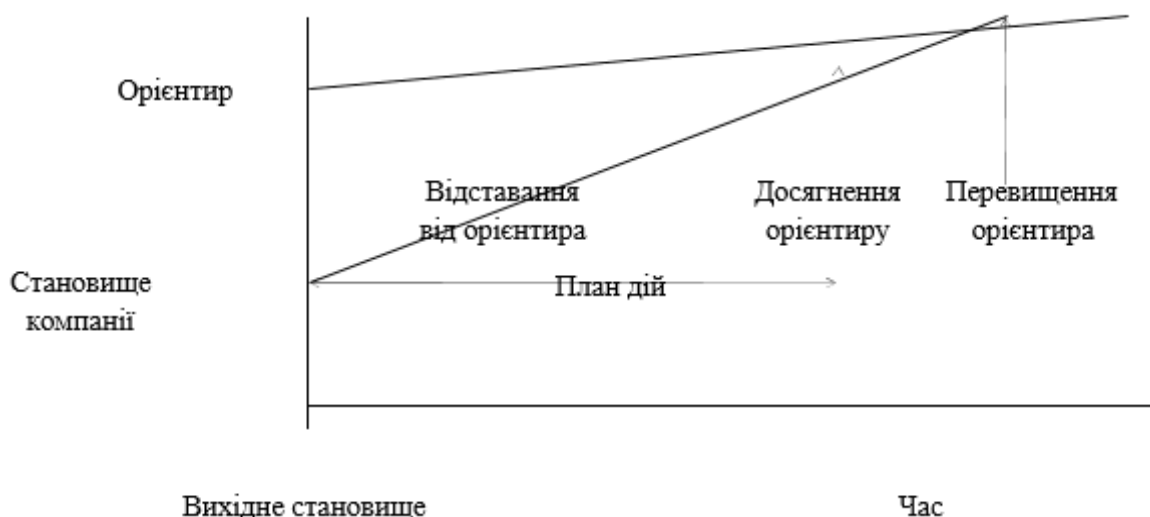 Орієнтир
Відставання
від орієнтира
Досягнення
орієнтиру
Перевищення
орієнтира
Становище
компанії
План дій
Вихідне становище
Час